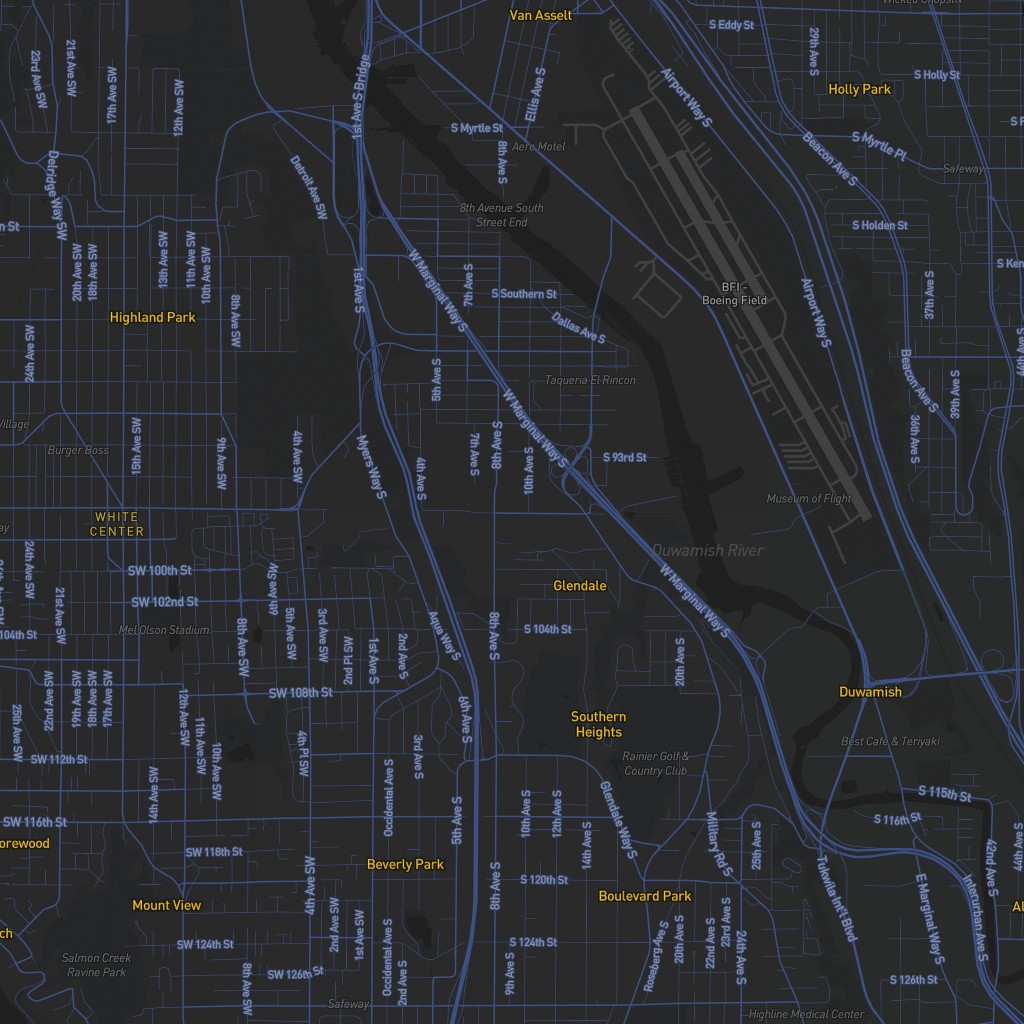 Van Asselt
Wicked Chopstix
S Eddy St
29th Ave S
21st Ave SW
23rd Ave SW
17th Ave SW
12th Ave SW
1st Ave S Bridge
Ellis Ave S
Airport Way S
S Holly St
Holly Park
S Myrtle St
8th Ave S
Aero Motel
Beacon Ave S
S Myrtle Pl
Safeway
Delridge Way SW
Detroit Ave SW
8th Avenue South
Street End
S Holden St
20th Ave SW
18th Ave SW
13th Ave SW
11th Ave SW
10th Ave SW
8th Ave SW
1st Ave S
W Marginal Way S
7th Ave S
S Southern St
Dallas Ave S
BFI -
Boeing Field
Airport Way S
37th Ave S
Highland Park
24th Ave SW
5th Ave S
Taqueria El Rincon
W Marginal Way S
Beacon Ave S
39th Ave S
36th Ave S
Village
Burger Boss
15th Ave SW
9th Ave SW
4th Ave SW
Myers Way S
4th Ave S
7th Ave S
8th Ave S
10th Ave S
S 93rd St
Museum of Flight
WHITE
CENTER
Duwamish River
24th Ave SW
SW 100th St
SW 102nd St
21st Ave SW
6th Ave SW
Glendale
W Marginal Way S
104th St
Mel Olson Stadium
8th Ave SW
5th Ave SW
3rd Ave SW
2nd Pl SW
1st Ave S
2nd Ave S
Aqua Way S
8th Ave S
S 104th St
20th Ave S
25th Ave SW
22nd Ave SW
19th Ave SW
18th Ave SW
17th Ave SW
12th Ave SW
11th Ave SW
10th Ave SW
SW 108th St
6th Ave S
Duwamish
Southern
Heights
SW 112th St
4th Pl SW
3rd Ave S
Rainier Golf &
Country Club
Best Cafe & Teriyaki
14th Ave SW
Occidental Ave S
5th Ave S
10th Ave S
12th Ave S
Glendale Way S
14th Ave S
Military Rd S
25th Ave S
S 115th St
S 116th St
SW 116th St
SW 118th St
42nd Ave S
44th Ave S
Beverly Park
4th Ave SW
8th Ave S
S 120th St
Boulevard Park
Tukwila Int'l Blvd
E Marginal Way S
Interurban Ave S
Mount View
2nd Ave SW
1st Ave SW
Occidental Ave S
2nd Ave S
SW 124th St
S 124th St
9th Ave S
Roseberg Ave S
20th Ave S
22nd Ave S
23rd Ave S
24th Ave S
Salmon Creek
Ravine Park
8th Ave SW
SW 126th St
S 126th St
Safeway
Highline Medical Center